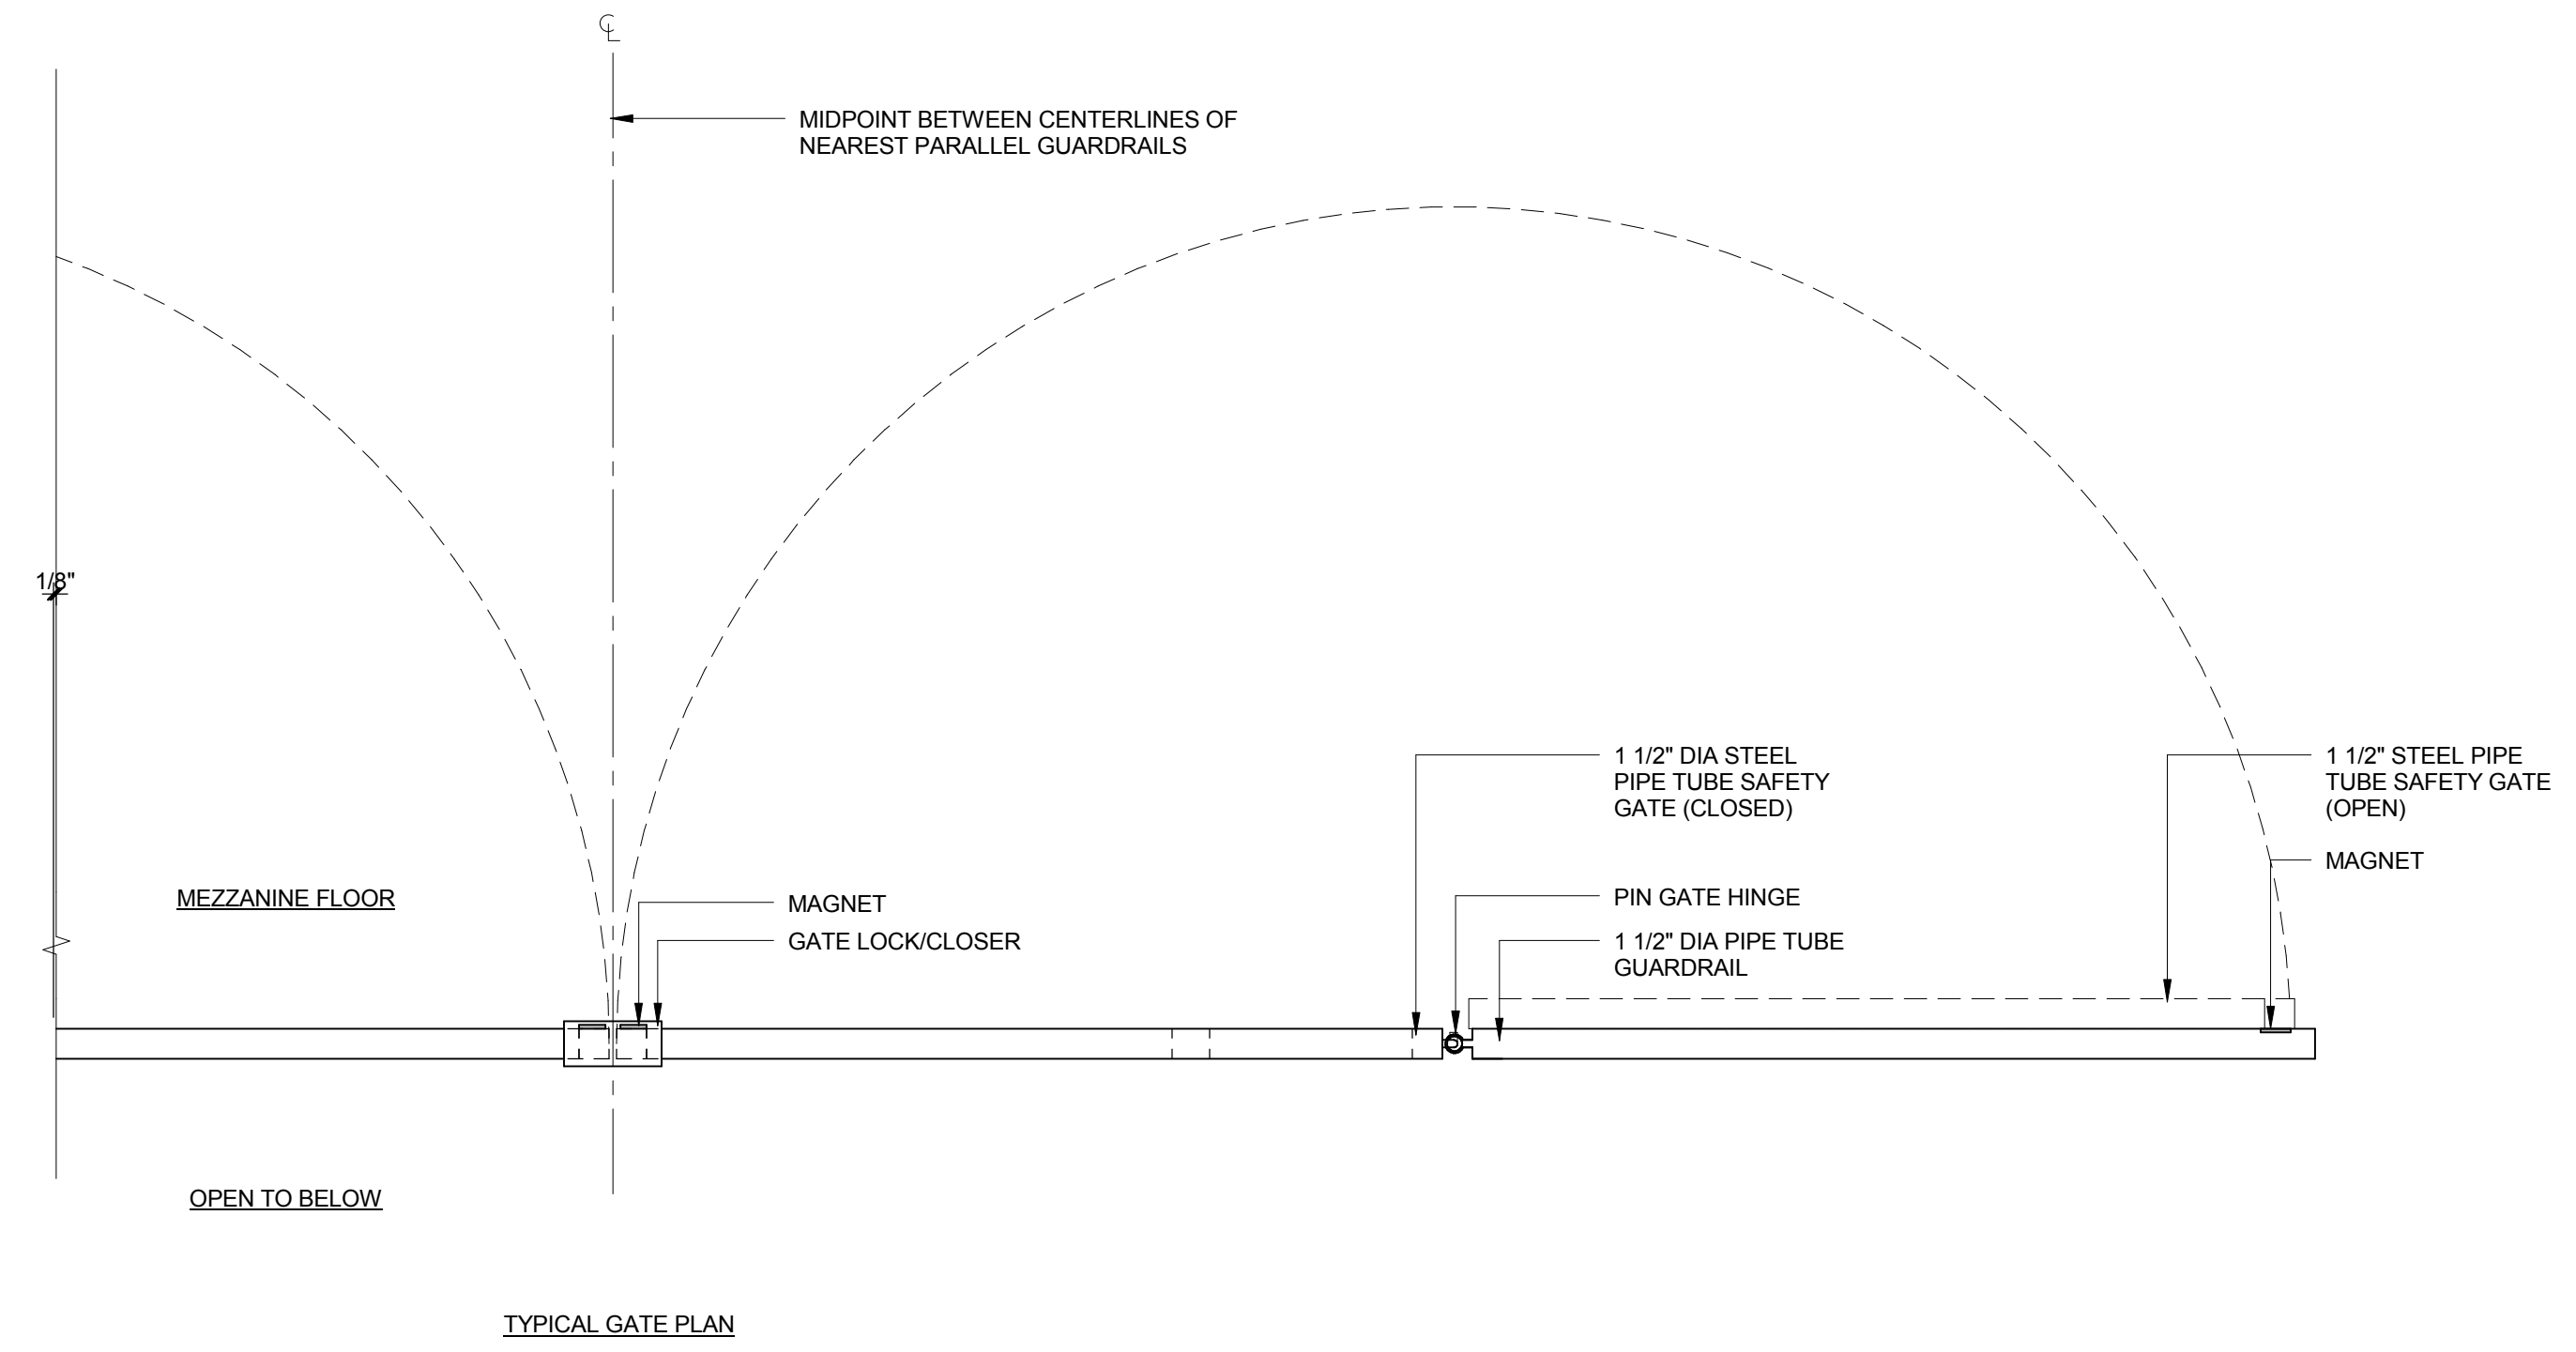 ℄
MIDPOINT BETWEEN CENTERLINES OF
NEAREST PARALLEL GUARDRAILS
1/8"
1 1/2" DIA STEEL
PIPE TUBE SAFETY
GATE (CLOSED)
1 1/2" STEEL PIPE
TUBE SAFETY GATE
(OPEN)
MAGNET
MEZZANINE FLOOR
MAGNET
GATE LOCK/CLOSER
PIN GATE HINGE
1 1/2" DIA PIPE TUBE
GUARDRAIL
OPEN TO BELOW
TYPICAL GATE PLAN